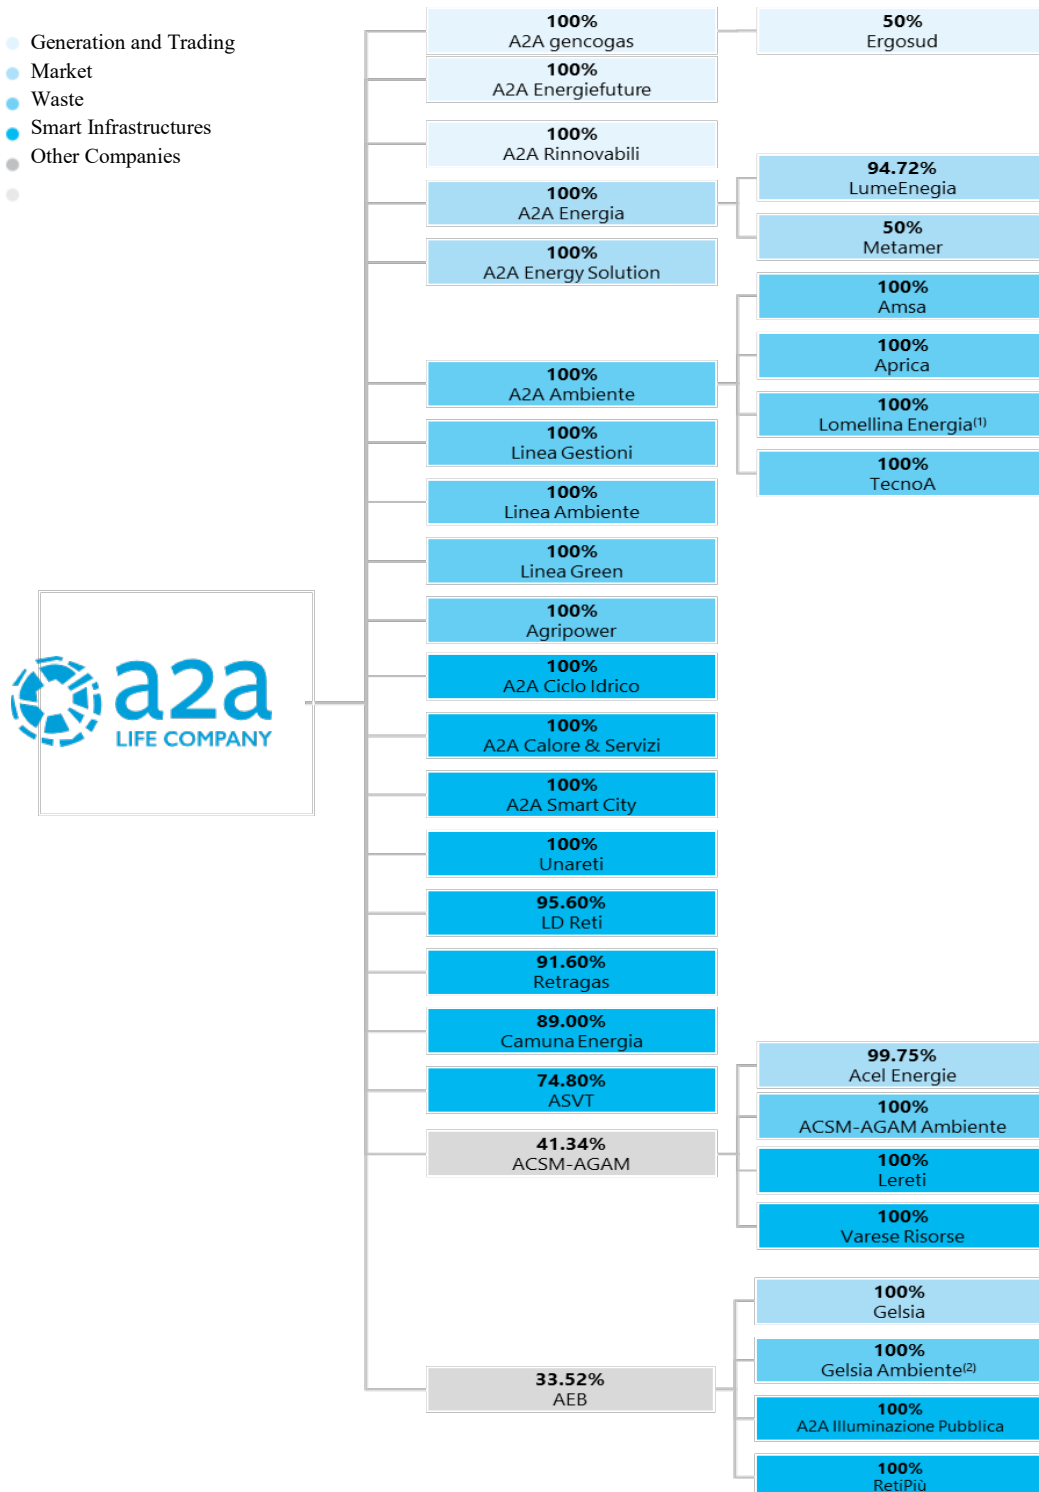 Generation and Trading
Market
Waste
Smart Infrastructures
Other Companies
a2a
LIFE COMPANY
100%
A2A gencogas
50%
Ergosud
100%
A2A Energiefuture
100%
A2A Rinnovabili
100%
A2A Energia
94.72%
LumeEnegia
50%
Metamer
100%
A2A Energy Solution
100%
A2A Ambiente
100%
Amsa
100%
Aprica
100%
Lomellina Energia(1)
100%
TecnoA
100%
Linea Gestioni
100%
Linea Ambiente
100%
Linea Green
100%
Agripower
100%
A2A Ciclo Idrico
100%
A2A Calore & Servizi
100%
A2A Smart City
100%
Unareti
95.60%
LD Reti
91.60%
Retragas
89.00%
Camuna Energia
74.80%
ASVT
41.34%
ACSM-AGAM
99.75%
Acel Energie
100%
ACSM-AGAM Ambiente
100%
Lereti
100%
Varese Risorse
33.52%
AEB
100%
Gelsia
100%
Gelsia Ambiente(2)
100%
A2A Illuminazione Pubblica
100%
RetiPiù